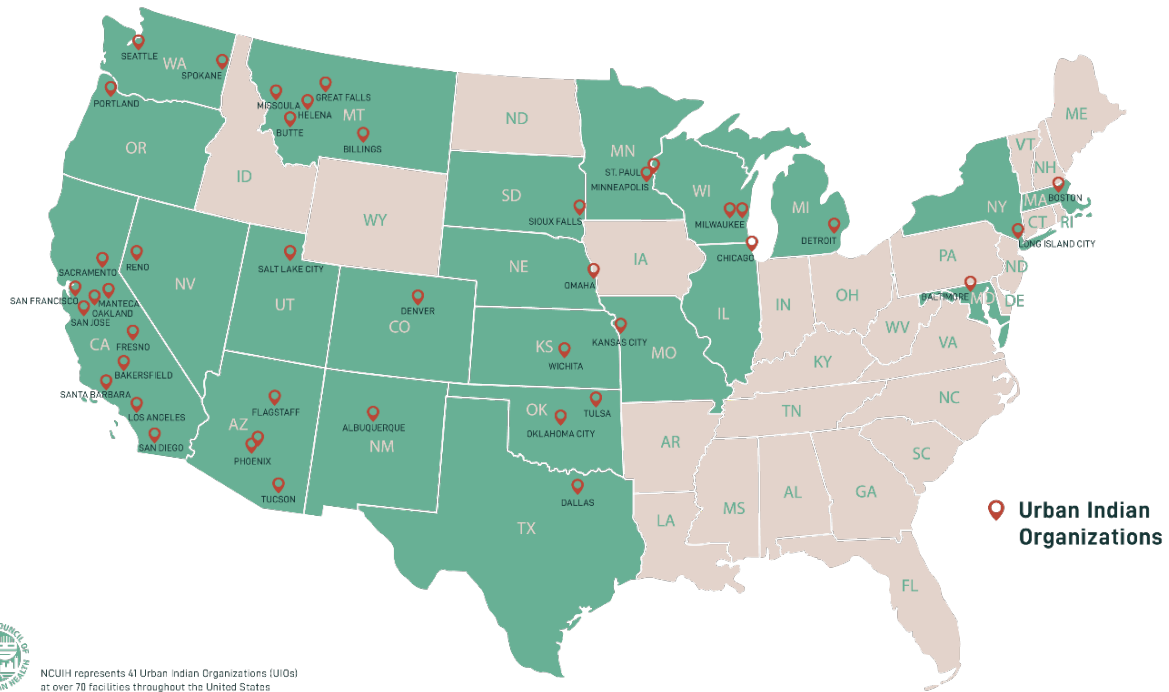 SEATTLE
WA
SPOKANE
PORTLAND
OR
ID
MISSOULA
GREAT FALLS
HELENA
MT
BUTTE
BILLINGS
WY
ND
SD
SIOUX FALLS
NE
OMAHA
MN
ST. PAUL
MINNEAPOLIS
WI
MILWAUKEE
MI
DETROIT
CHICAGO
IA
IL
IN
OH
PA
NY
VT
NH
ME
MA
BOSTON
CT
RI
LONG ISLAND CITY
ND
BALTIMORE
MD
DE
WV
VA
KY
NC
TN
SC
GA
AL
MS
AR
LA
FL
SACRAMENTO
RENO
NV
SAN FRANCISCO
MANTECA
OAKLAND
SAN JOSE
CA
FRESNO
BAKERSFIELD
SANTA BARBARA
LOS ANGELES
SAN DIEGO
SALT LAKE CITY
UT
DENVER
CO
KS
WICHITA
KANSAS CITY
MO
AZ
FLAGSTAFF
PHOENIX
TUCSON
ALBUQUERQUE
NM
OK
TULSA
OKLAHOMA CITY
DALLAS
TX
Urban Indian
Organizations
NCUIH represents 41 Urban Indian Organizations (UIOs)
at over 70 facilities throughout the United States